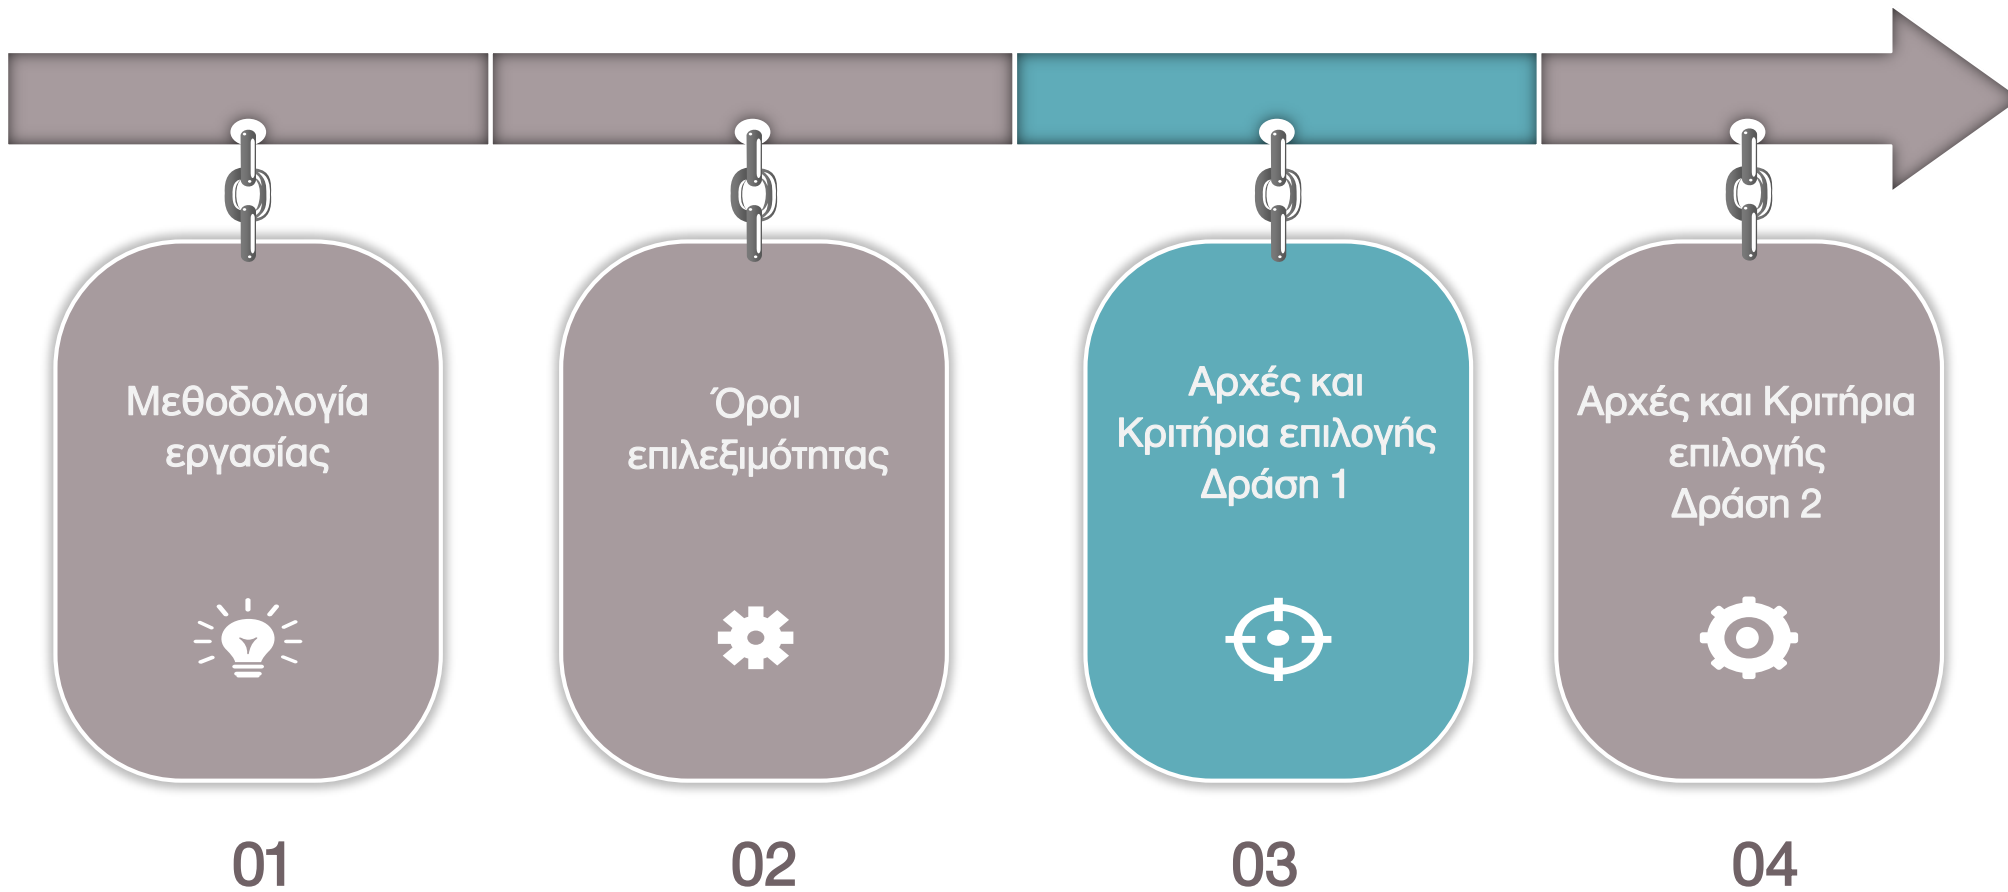 Μεθοδολογία
εργασίας
Όροι
επιλεξιμότητας
Αρχές και
Κριτήρια επιλογής
Δράση 1
Αρχές και Κριτήρια
επιλογής
Δράση 2
01
02
03
04